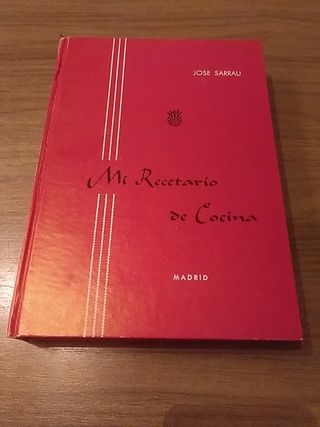 JOSE SARRAU
Mi Recetario
de Cocina
MADRID